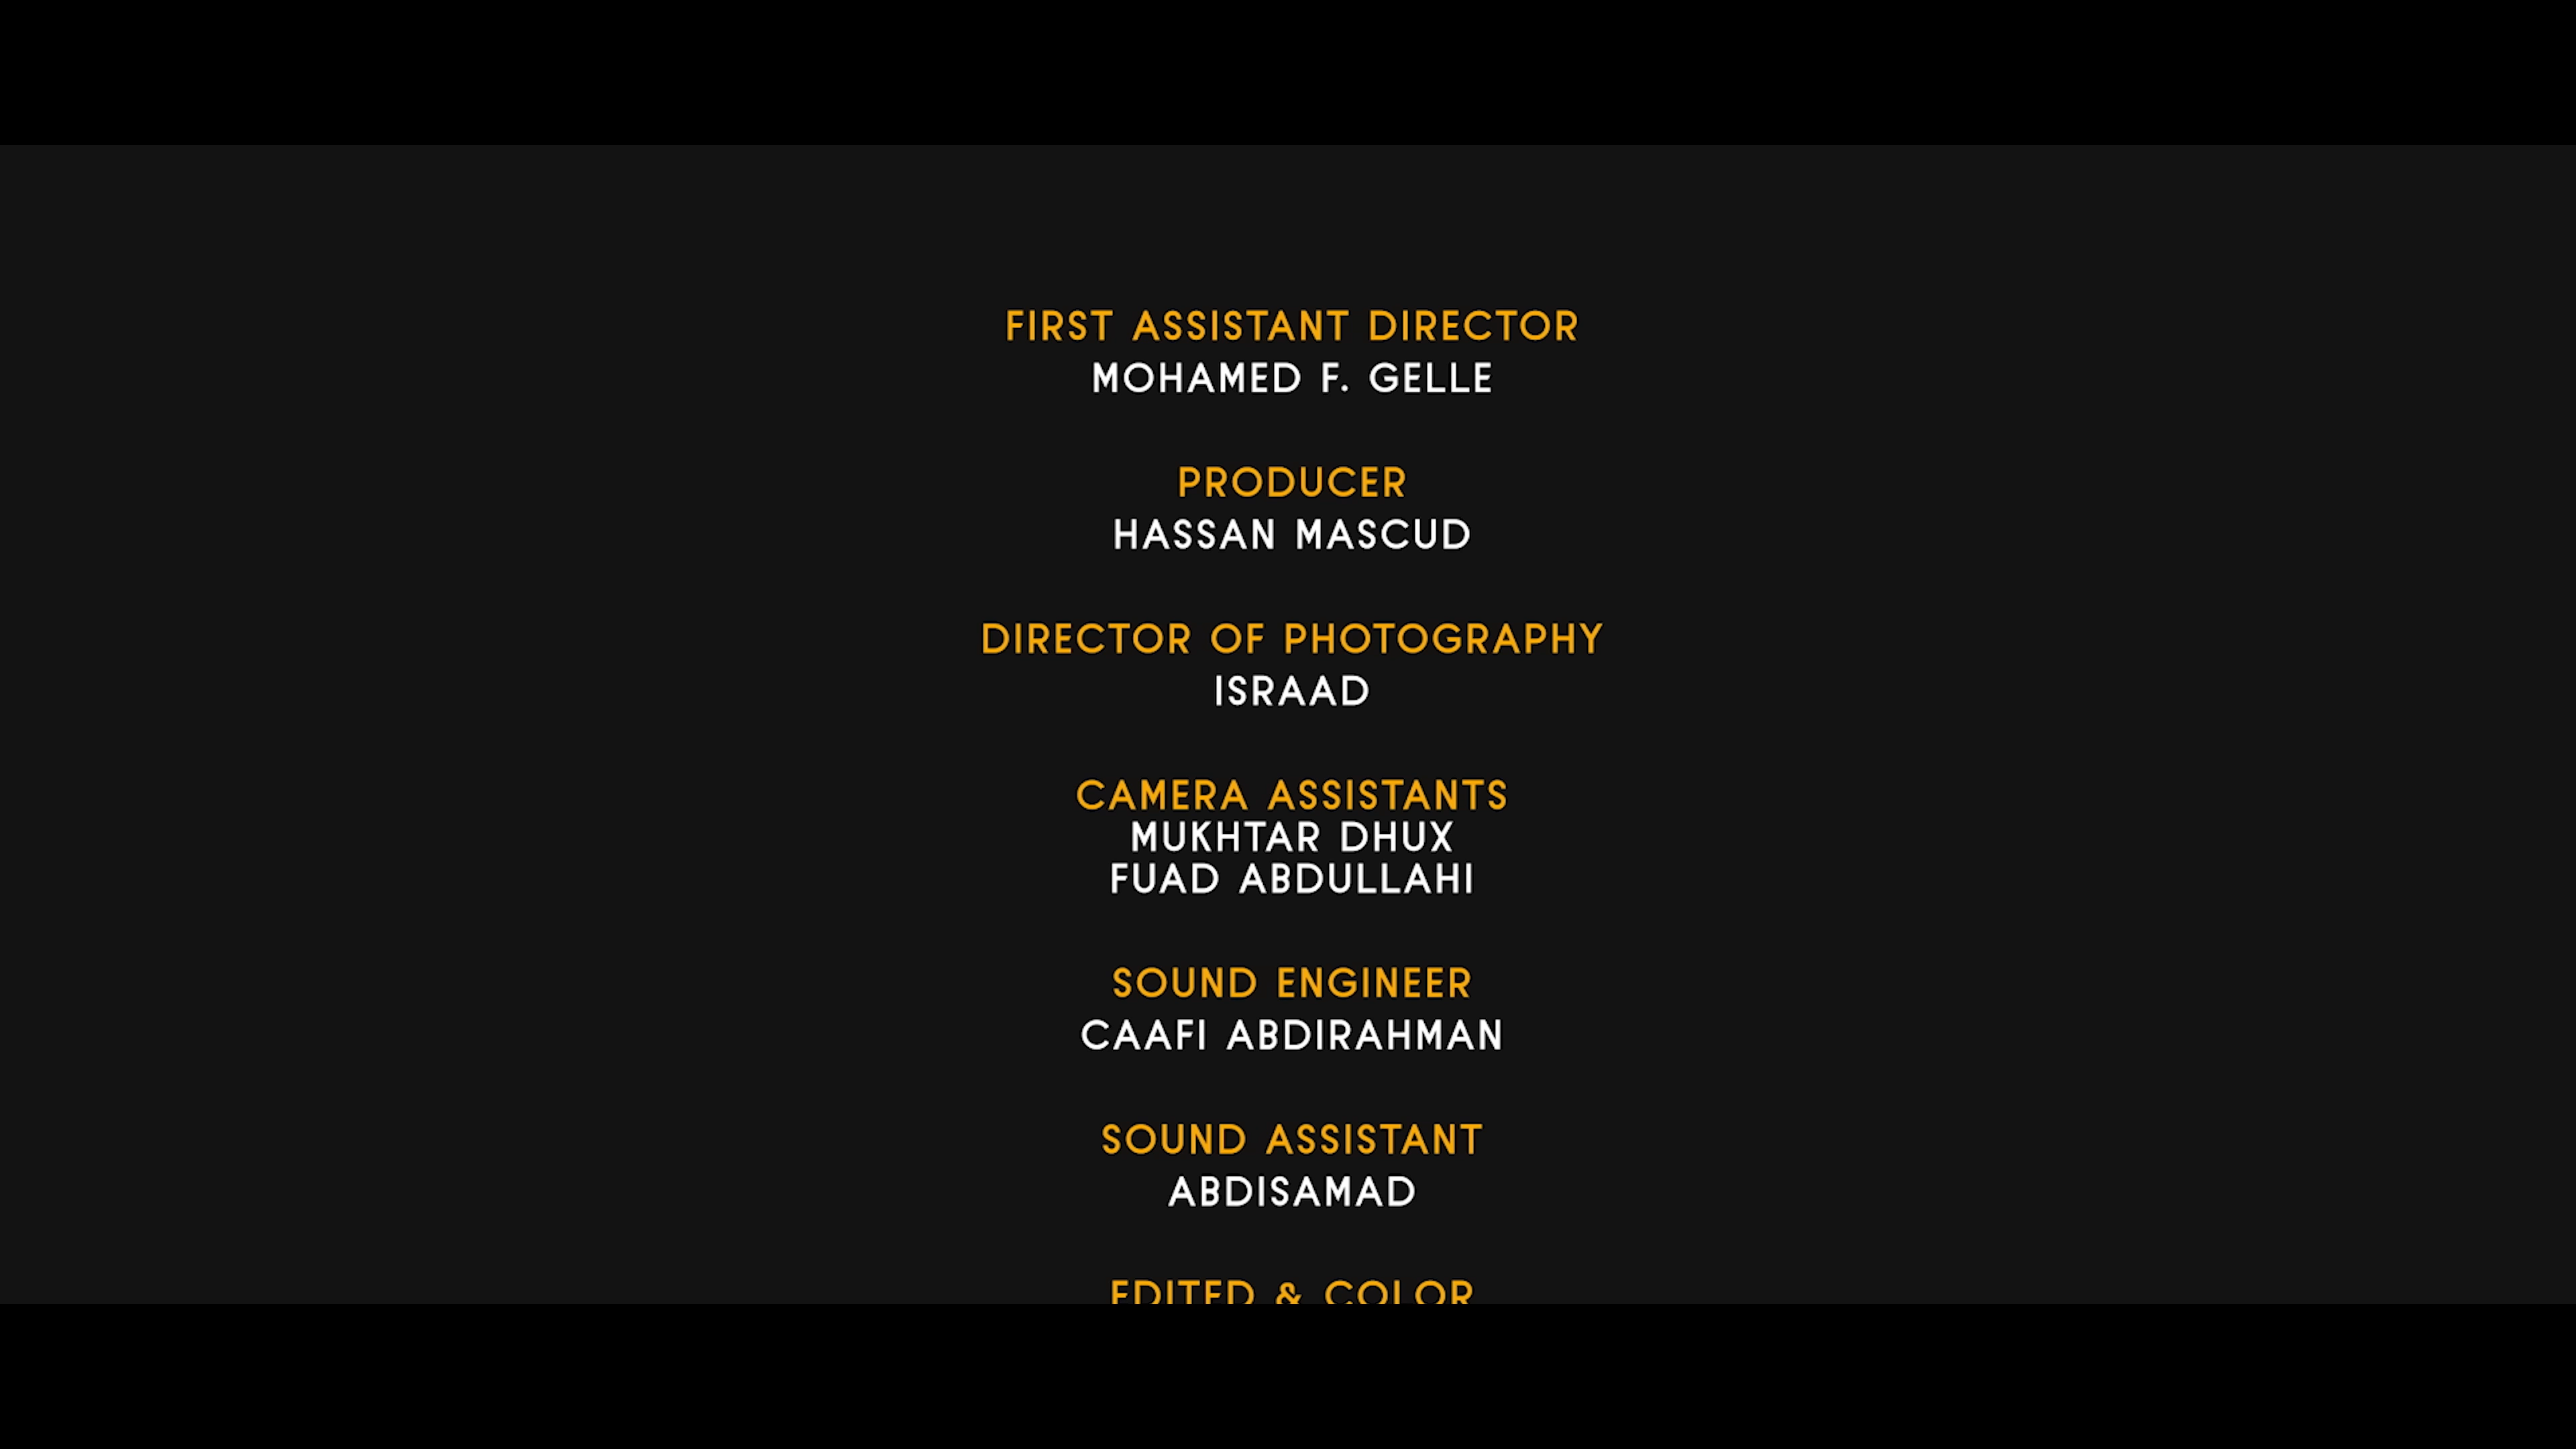 FIRST ASSISTANT DIRECTOR
MOHAMED F. GELLE
PRODUCER
HASSAN MASCUD
DIRECTOR OF PHOTOGRAPHY
ISRAAD
CAMERA ASSISTANTS
MUKHTAR DHUX
FUAD ABDULLAHI
SOUND ENGINEER
CAAFI ABDIRAHMAN
SOUND ASSISTANT
ABDISAMAD
EDITED & COLOR